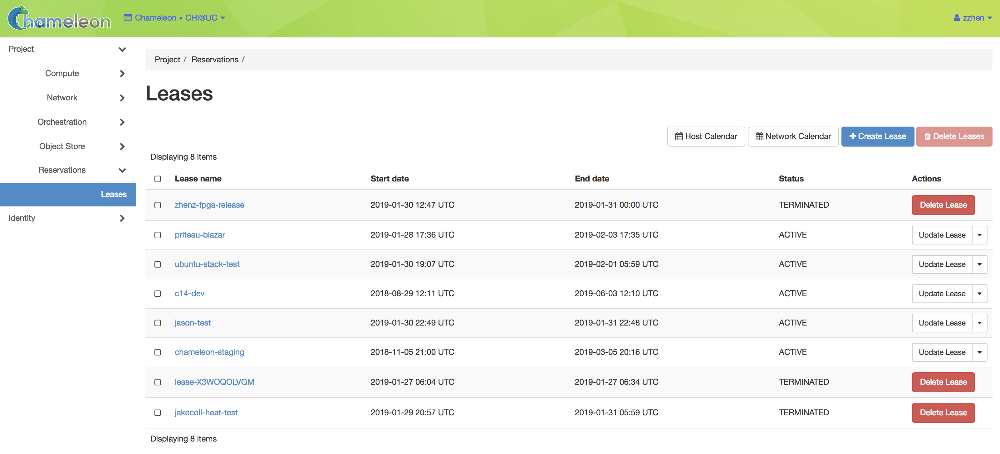 Chameleon
Chameleon • CHI@UC
zzhen
Project
Compute
Network
Orchestration
Object Store
Reservations
Leases
Identity
Project / Reservations /
Leases
Host Calendar Network Calendar + Create Lease Delete Leases
Displaying 8 items
Lease name Start date End date Status Actions
zhenz-fpga-release 2019-01-30 12:47 UTC 2019-01-31 00:00 UTC TERMINATED Delete Lease
priteau-blazar 2019-01-28 17:36 UTC 2019-02-03 17:35 UTC ACTIVE Update Lease
ubuntu-stack-test 2019-01-30 19:07 UTC 2019-02-01 05:59 UTC ACTIVE Update Lease
c14-dev 2018-08-29 12:11 UTC 2019-06-03 12:10 UTC ACTIVE Update Lease
jason-test 2019-01-30 22:49 UTC 2019-01-31 22:48 UTC ACTIVE Update Lease
chameleon-staging 2018-11-05 21:00 UTC 2019-03-05 20:16 UTC ACTIVE Update Lease
lease-X3WOQOLVGM 2019-01-27 06:04 UTC 2019-01-27 06:34 UTC TERMINATED Delete Lease
jakecoll-heat-test 2019-01-29 20:57 UTC 2019-01-31 05:59 UTC TERMINATED Delete Lease
Displaying 8 items